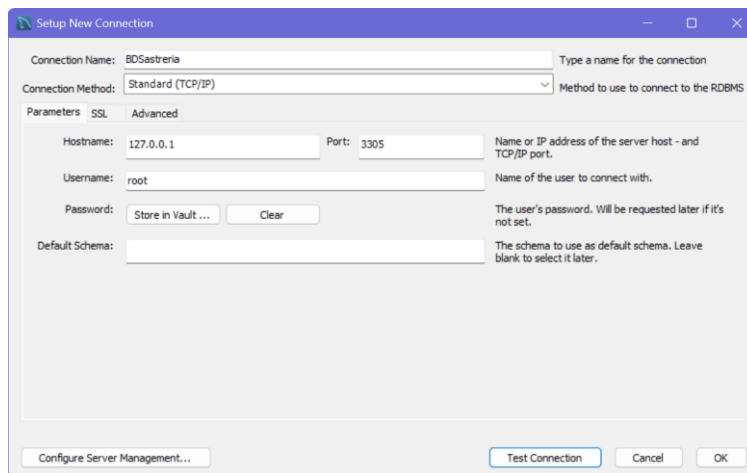 Setup New Connection
Connection Name: BDSastreria Type a name for the connection
Connection Method: Standard (TCP/IP) Method to use to connect to the RDBMS
Parameters SSL Advanced
Hostname: 127.0.0.1 Port: 3305 Name or IP address of the server host - and
TCP/IP port.
Username: root Name of the user to connect with.
Password: Store in Vault ... Clear The user's password. Will be requested later if it's
not set.
Default Schema: The schema to use as default schema. Leave
blank to select it later.
Configure Server Management... Test Connection Cancel OK